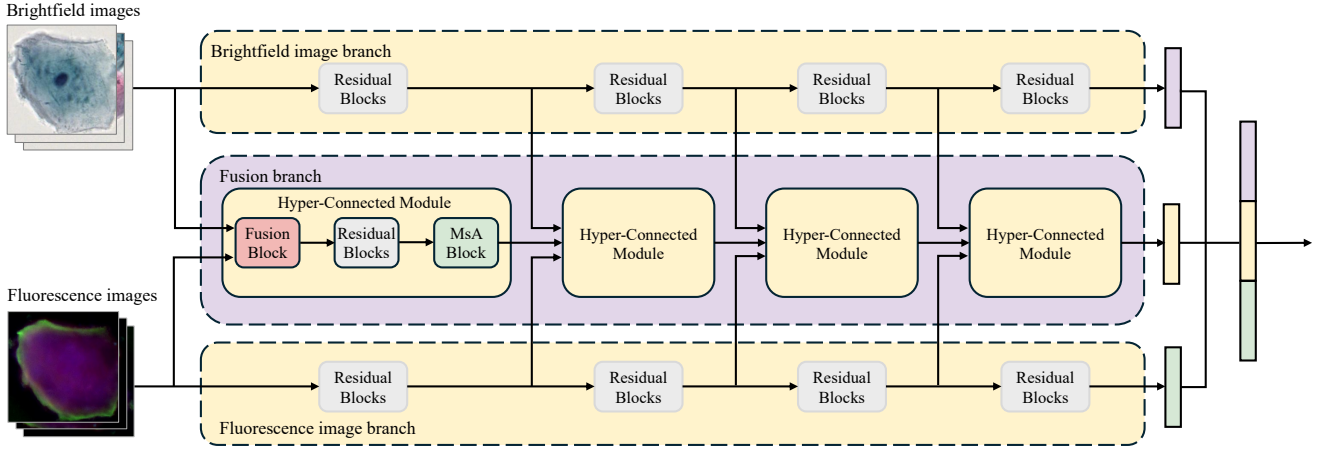 Brightfield images
Brightfield image branch
Residual
Blocks
Residual
Blocks
Residual
Blocks
Residual
Blocks
Fusion branch
Hyper-Connected Module
Fusion
Block
Residual
Blocks
MsA
Block
Hyper-Connected
Module
Hyper-Connected
Module
Hyper-Connected
Module
Fluorescence images
Residual
Blocks
Residual
Blocks
Residual
Blocks
Residual
Blocks
Fluorescence image branch